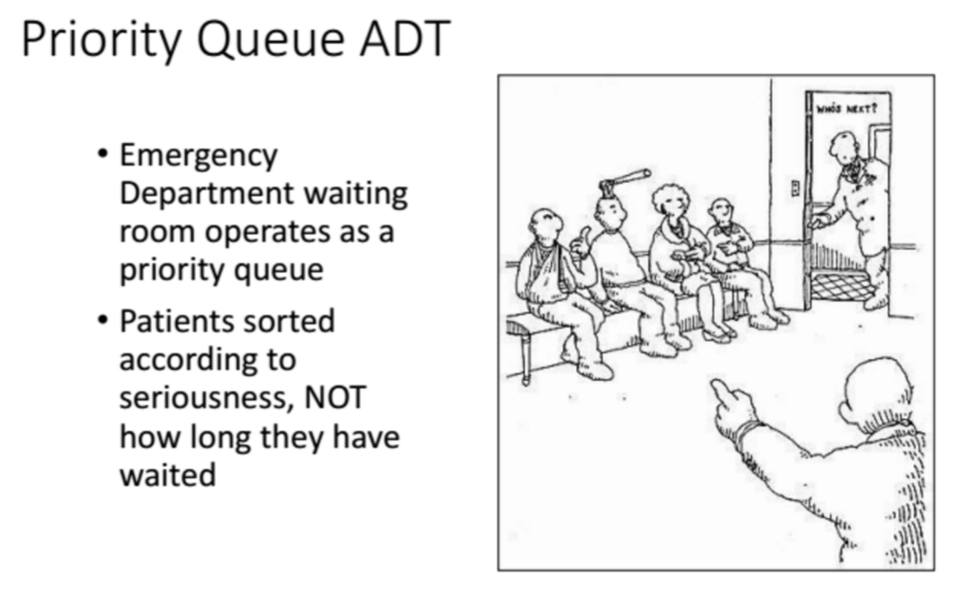 Priority Queue ADT
• Emergency
Department waiting
room operates as a
priority queue
• Patients sorted
according to
seriousness, NOT
how long they have
waited
WHO'S NEXT?